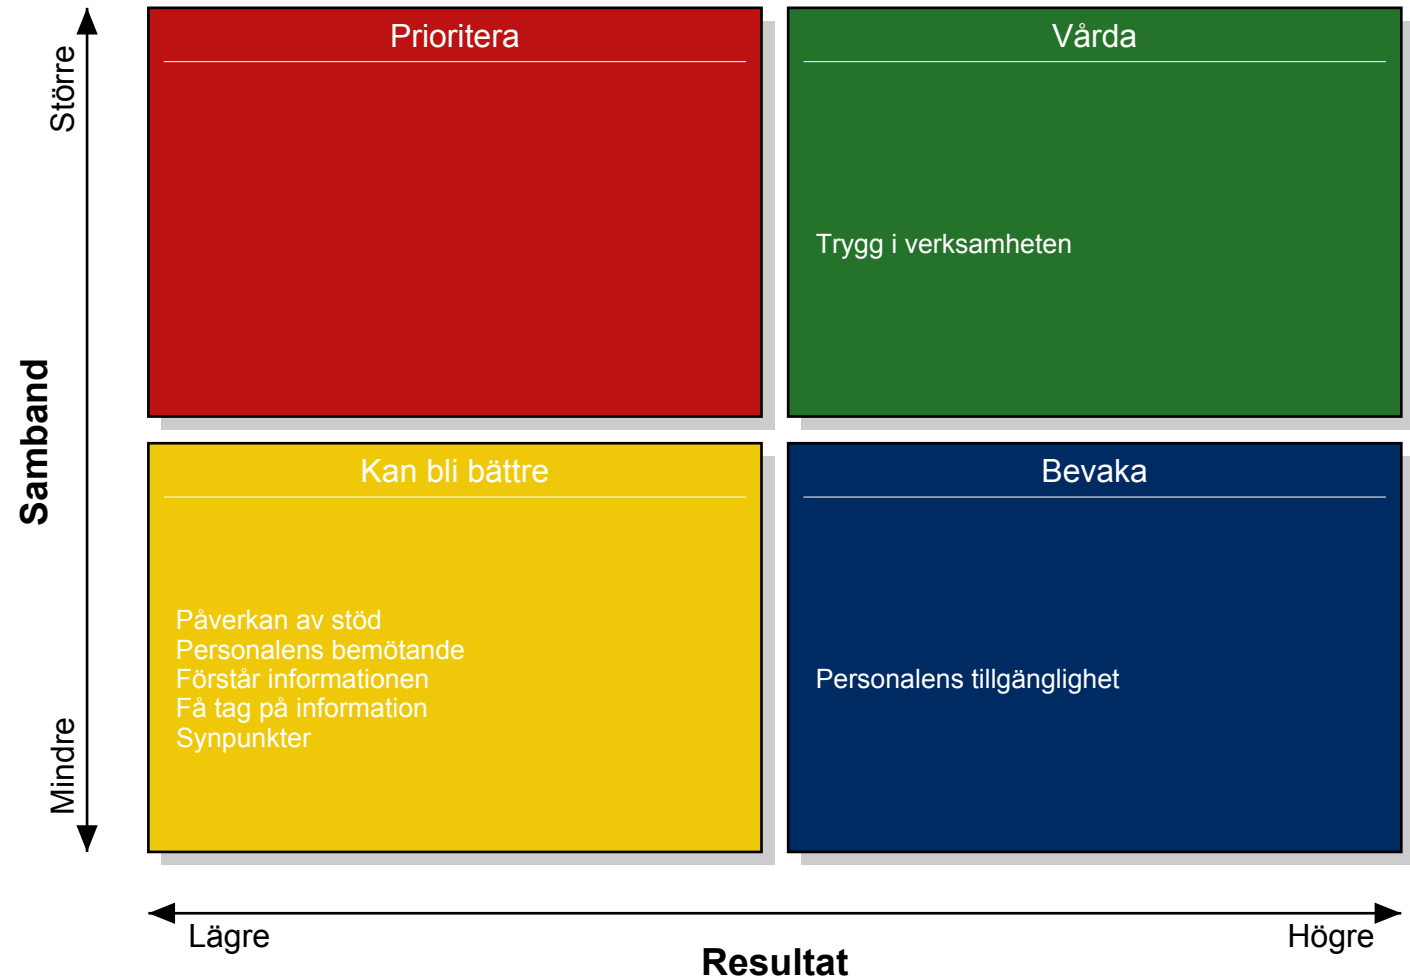 Större
Prioritera
Vårda
Trygg i verksamheten
Samband
Kan bli bättre
Påverkan av stöd
Personalens bemötande
Förstår informationen
Få tag på information
Synpunkter
Bevaka
Personalens tillgänglighet
Mindre
Lägre
Högre
Resultat